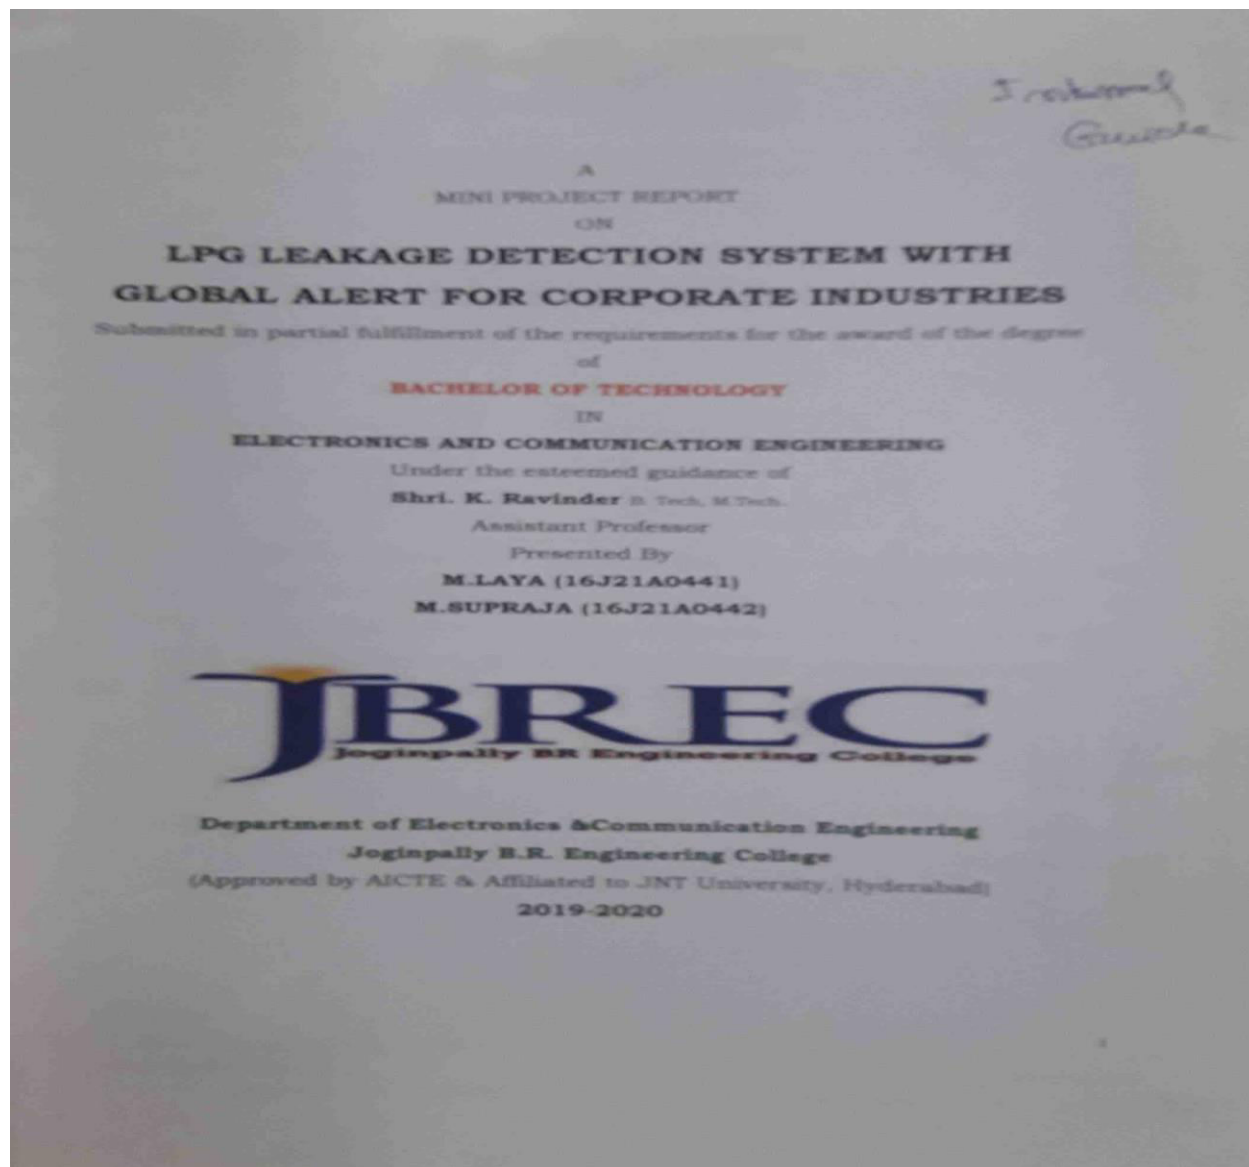 A
MINI PROJECT REPORT
ON
LPG LEAKAGE DETECTION SYSTEM WITH
GLOBAL ALERT FOR CORPORATE INDUSTRIES
Submitted in partial fulfillment of the requirements for the award of the degree
of
BACHELOR OF TECHNOLOGY
IN
ELECTRONICS AND COMMUNICATION ENGINEERING
Under the esteemed guidance of
Shri. K. Ravinder B. Tech, M.Tech.
Assistant Professor
Presented By
M.LAYA (16J21A0441)
M.SUPRAJA (16J21A0442)
JBREC
Joginpally BR Engineering College
Department of Electronics &Communication Engineering
Joginpally B.R. Engineering College
(Approved by AICTE & Affiliated to JNT University, Hyderabad)
2019-2020